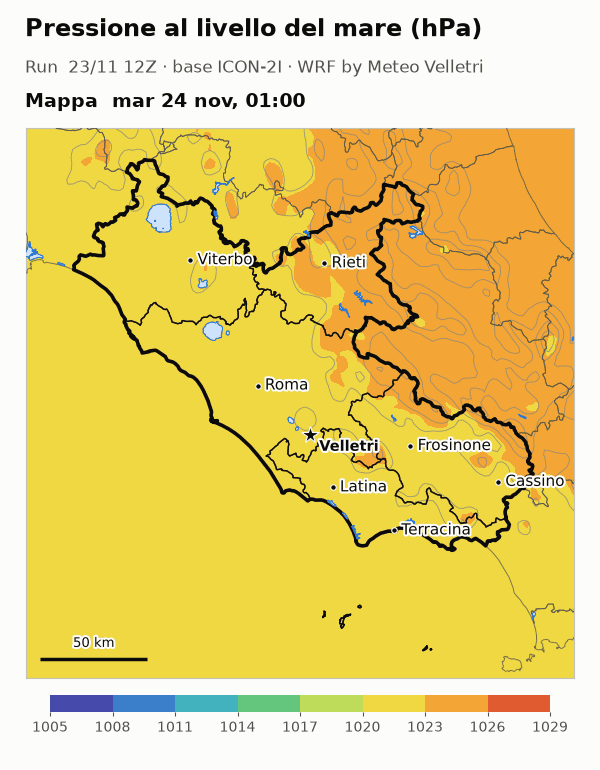 Pressione al livello del mare (hPa)
Run 23/11 12Z · base ICON-2I · WRF by Meteo Velletri
Mappa mar 24 nov, 01:00
Viterbo
Rieti
Roma
Velletri
Frosinone
Latina
Cassino
Terracina
50 km
1005 1008 1011 1014 1017 1020 1023 1026 1029